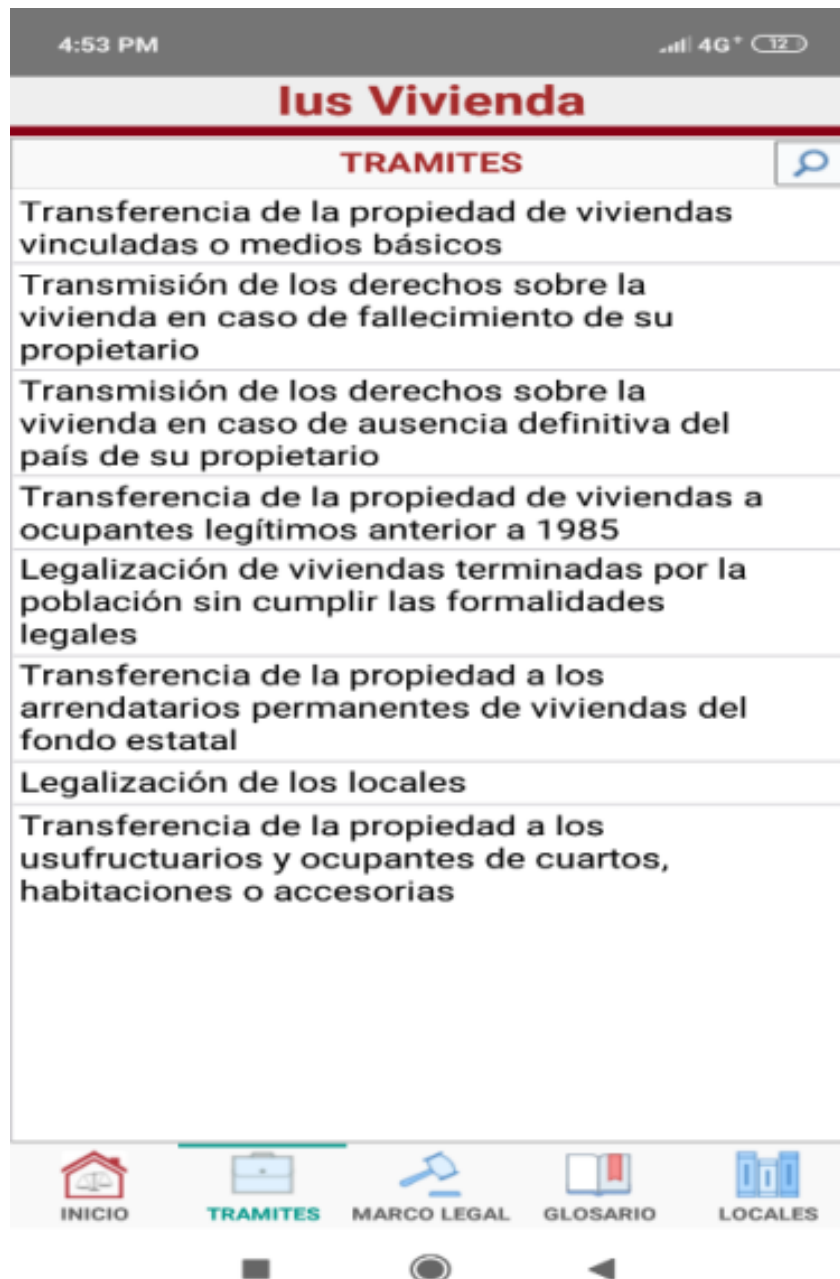 4:53 PM
4G+ 12
Ius Vivienda
TRAMITES
Transferencia de la propiedad de viviendas
vinculadas o medios básicos
Transmisión de los derechos sobre la
vivienda en caso de fallecimiento de su
propietario
Transmisión de los derechos sobre la
vivienda en caso de ausencia definitiva del
país de su propietario
Transferencia de la propiedad de viviendas a
ocupantes legítimos anterior a 1985
Legalización de viviendas terminadas por la
población sin cumplir las formalidades
legales
Transferencia de la propiedad a los
arrendatarios permanentes de viviendas del
fondo estatal
Legalización de los locales
Transferencia de la propiedad a los
usufructuarios y ocupantes de cuartos,
habitaciones o accesorias
INICIO
TRAMITES
MARCO LEGAL
GLOSARIO
LOCALES